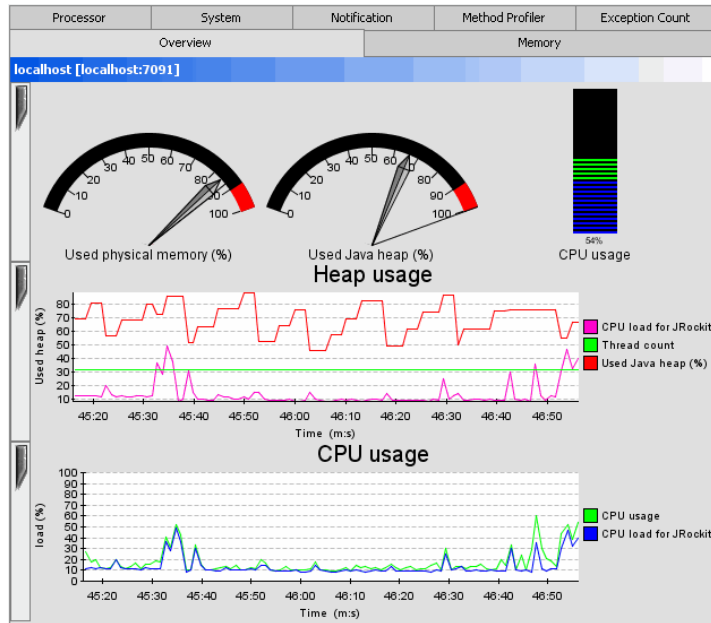 Processor System Notification Method Profiler Exception Count
Overview Memory
localhost [localhost:7091]
0 10 20 30 40 50 60 70 80 90 100
Used physical memory (%)
0 10 20 30 40 50 60 70 80 90 100
Used Java heap (%)
54%
CPU usage
Heap usage
Used heap (%)
80
70
60
50
40
30
20
10
45:20 45:30 45:40 45:50 46:00 46:10 46:20 46:30 46:40 46:50
Time (m:s)
CPU load for JRockit
Thread count
Used Java heap (%)
CPU usage
load (%)
100
90
80
70
60
50
40
30
20
10
0
45:20 45:30 45:40 45:50 46:00 46:10 46:20 46:30 46:40 46:50
Time (m:s)
CPU usage
CPU load for JRockit